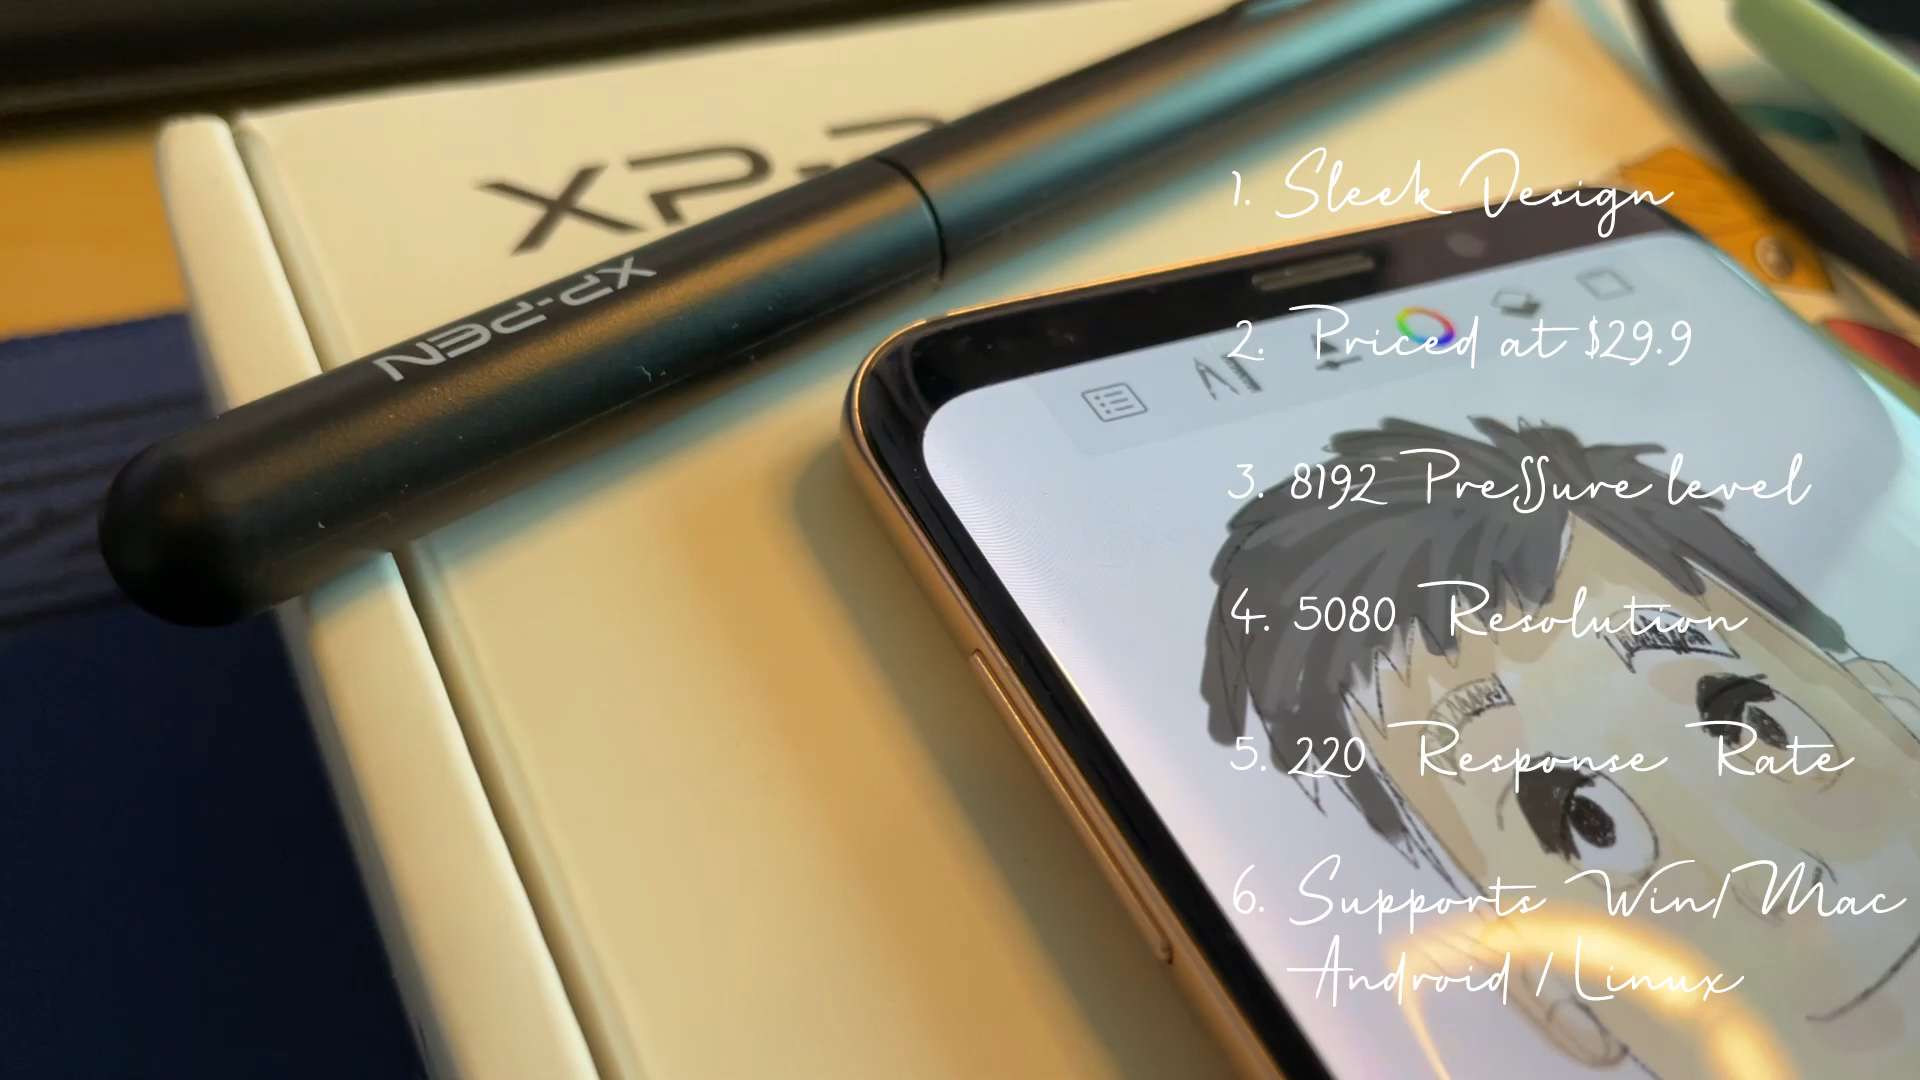 XP-P
XP-PEN
1. Sleek Design
2. Priced at $29.9
3. 8192 Pressure level
4. 5080 Resolution
5. 220 Response Rate
6. Supports Win/Mac
Android / Linux